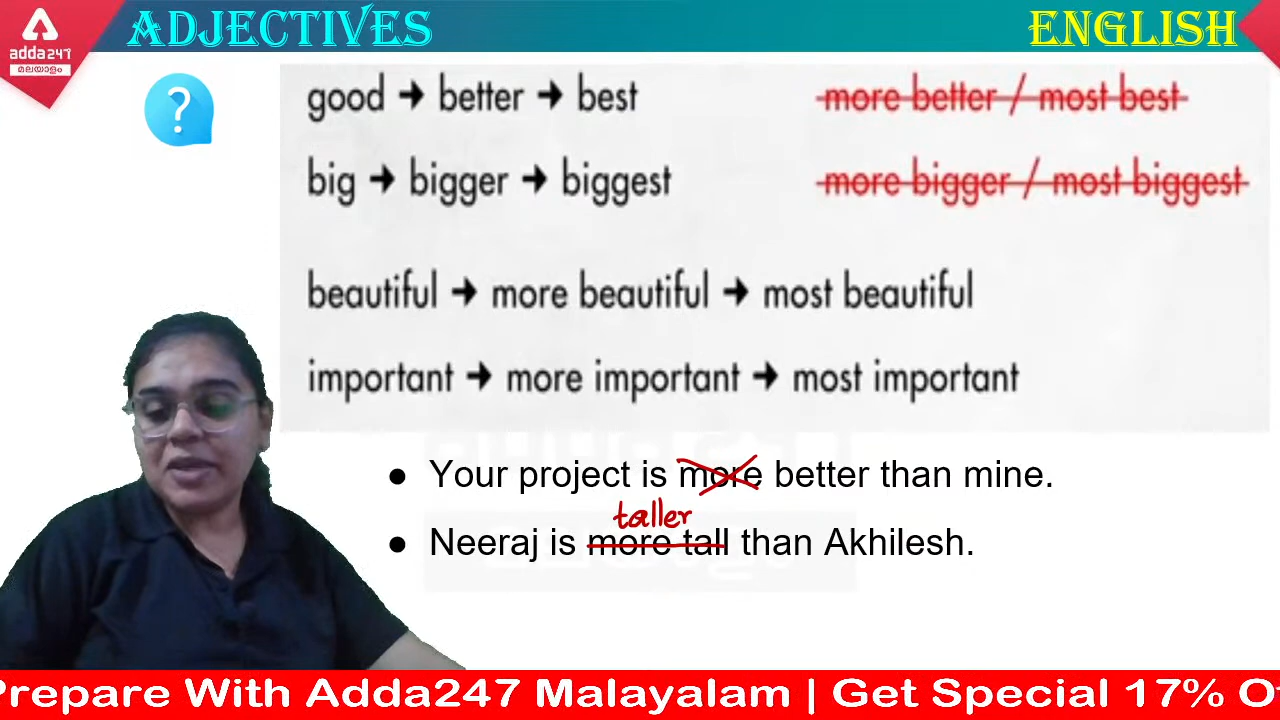 ADJECTIVES
ENGLISH
adda247
മലയാളം
?
good → better → best
more better / most best
big → bigger → biggest
more bigger / most biggest
beautiful → more beautiful → most beautiful
important → more important → most important
● Your project is more better than mine.
taller
● Neeraj is more tall than Akhilesh.
Prepare With Adda247 Malayalam | Get Special 17% Of